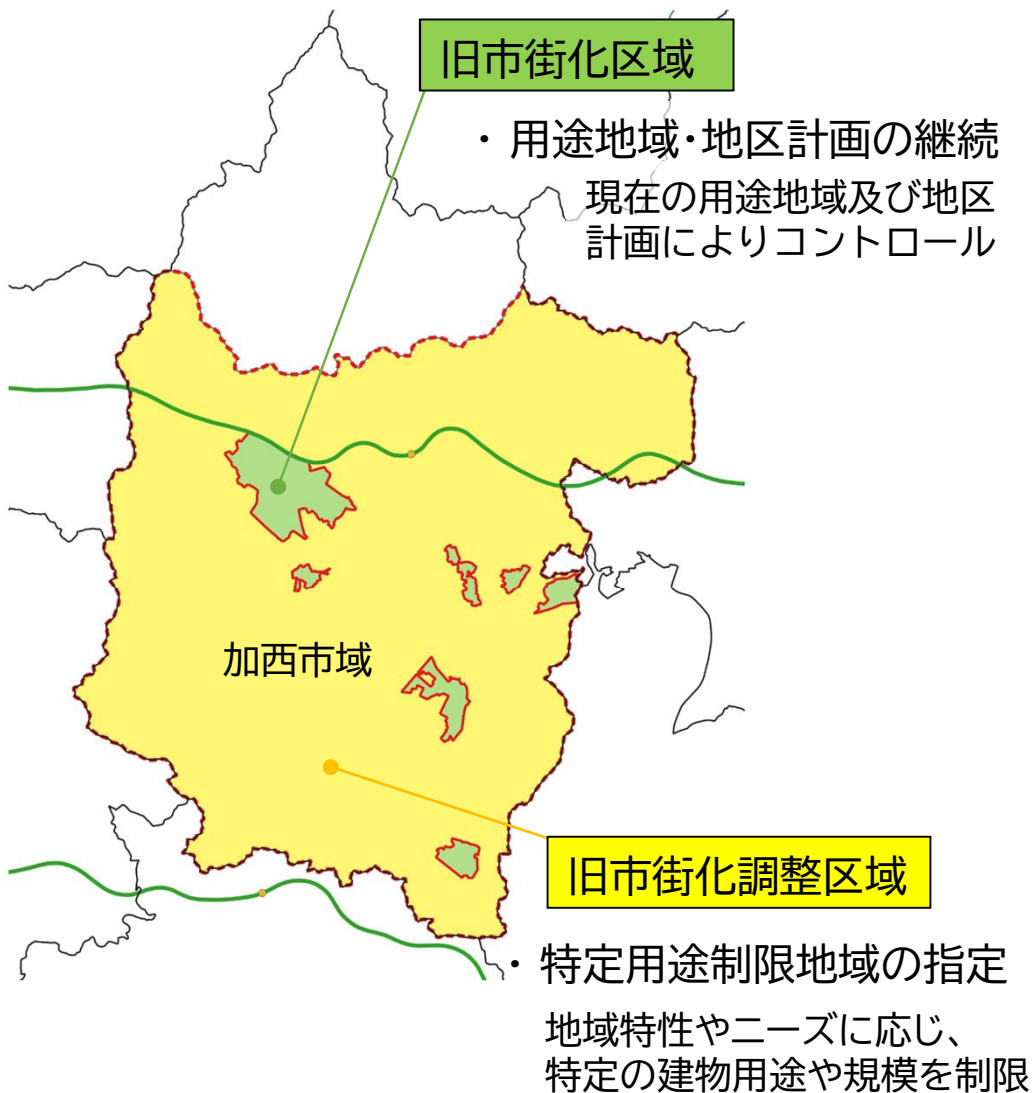 旧市街化区域
・用途地域・地区計画の継続
現在の用途地域及び地区
計画によりコントロール
加西市域
旧市街化調整区域
・特定用途制限地域の指定
地域特性やニーズに応じ、
特定の建物用途や規模を制限